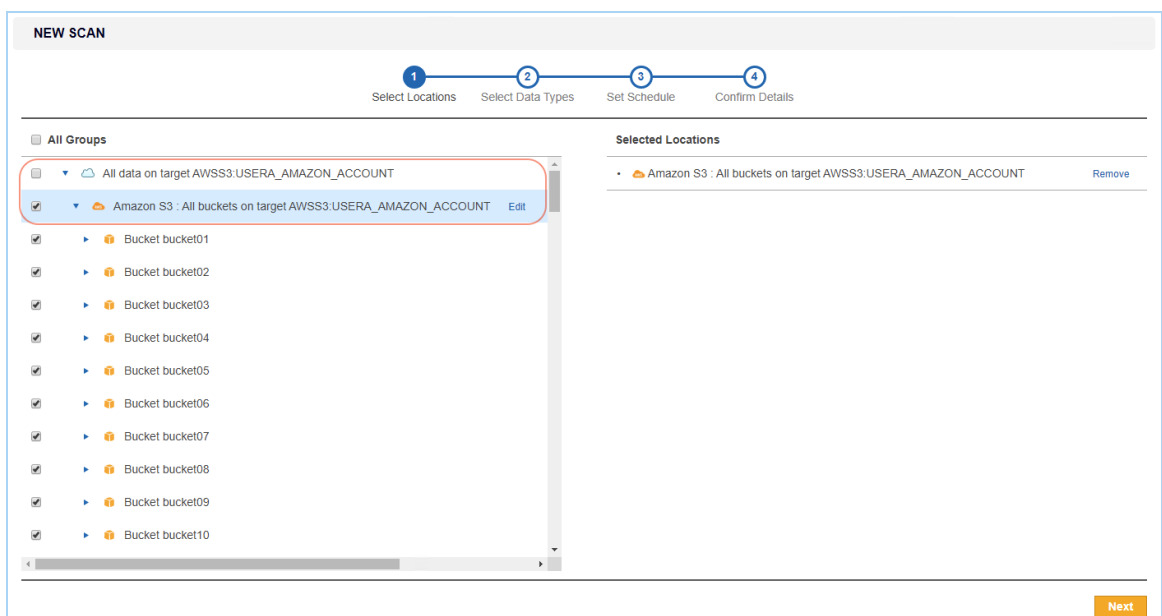 NEW SCAN
1 2 3 4
Select Locations Select Data Types Set Schedule Confirm Details
All Groups
All data on target AWSS3:USERA_AMAZON_ACCOUNT
Amazon S3 : All buckets on target AWSS3:USERA_AMAZON_ACCOUNT Edit
Bucket bucket01
Bucket bucket02
Bucket bucket03
Bucket bucket04
Bucket bucket05
Bucket bucket06
Bucket bucket07
Bucket bucket08
Bucket bucket09
Bucket bucket10
Selected Locations
• Amazon S3 : All buckets on target AWSS3:USERA_AMAZON_ACCOUNT Remove
Next